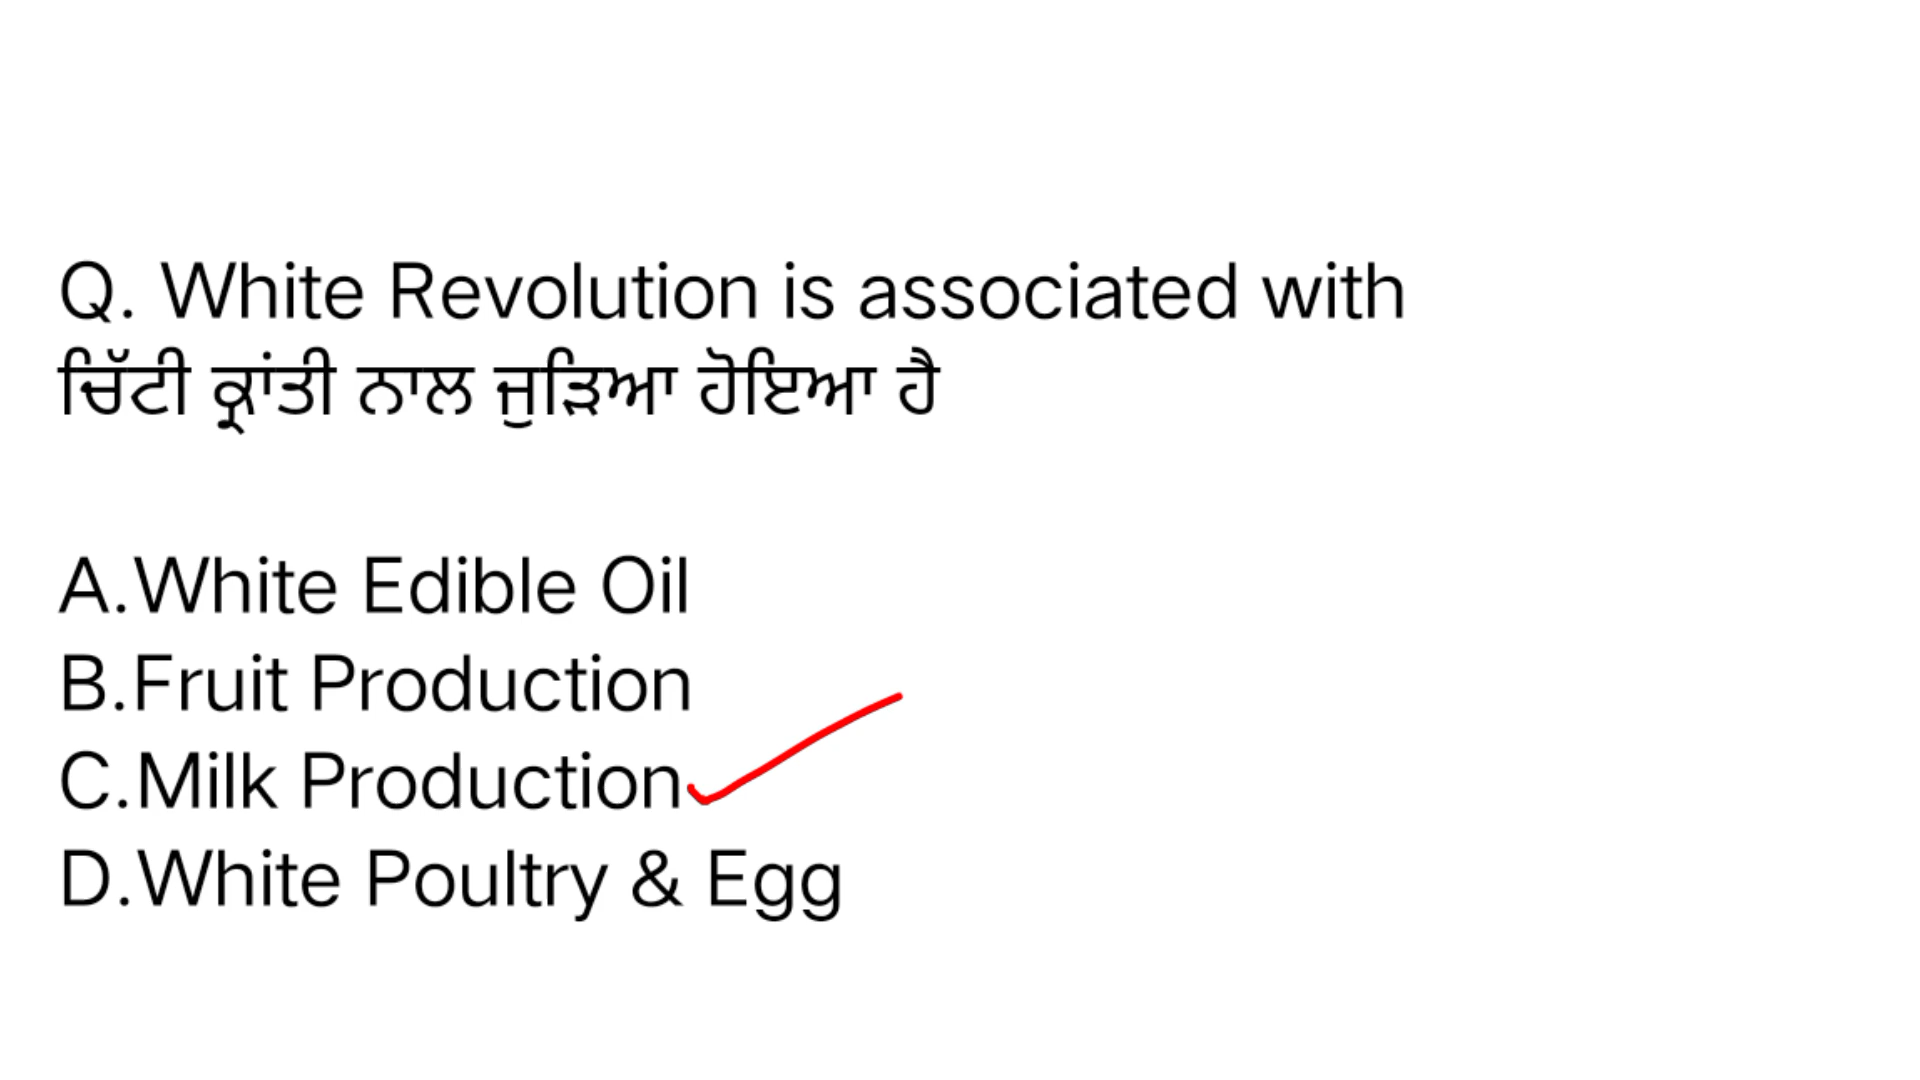 Q. White Revolution is associated with
ਚਿੱਟੀ ਕ੍ਰਾਂਤੀ ਨਾਲ ਜੁੜਿਆ ਹੋਇਆ ਹੈ
A.White Edible Oil
B.Fruit Production
C.Milk Production
D.White Poultry & Egg